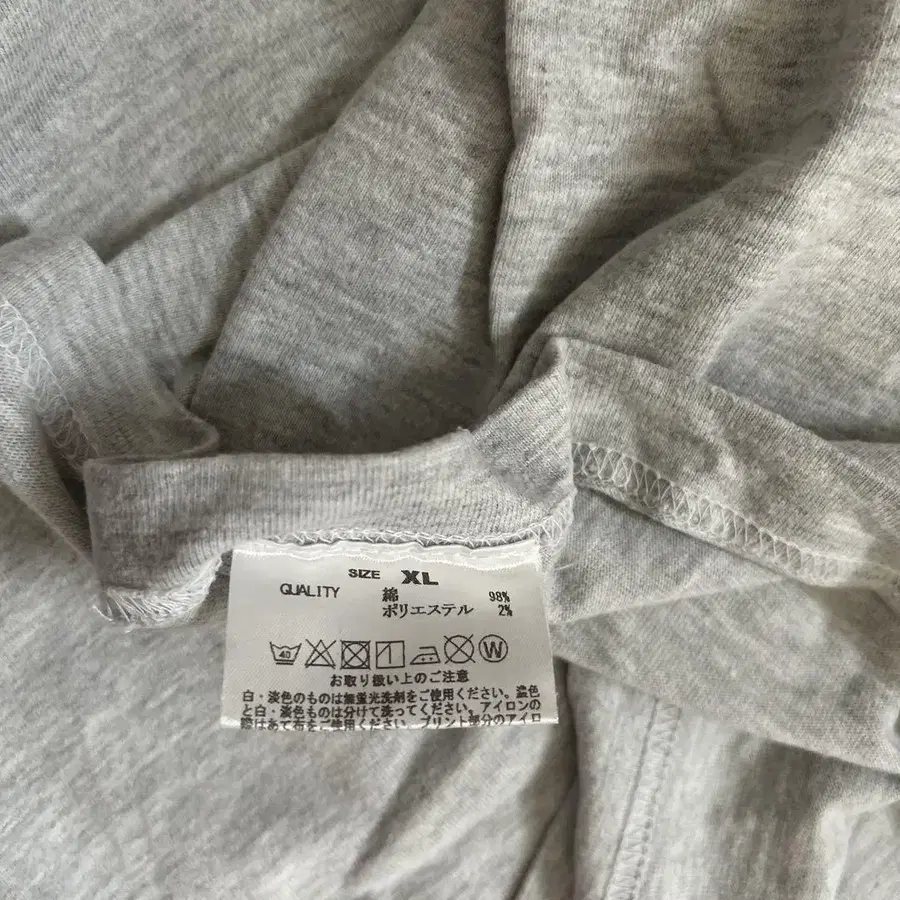 SIZE XL
QUALITY 綿 98%
ポリエステル 2%
40 W
お取り扱い上のご注意
白・淡色のものは無蛍光洗剤をご使用ください。濃色
と白・淡色ものは分けて洗ってください。アイロンの
際はあて布をご使用ください。プリント部分のアイロ